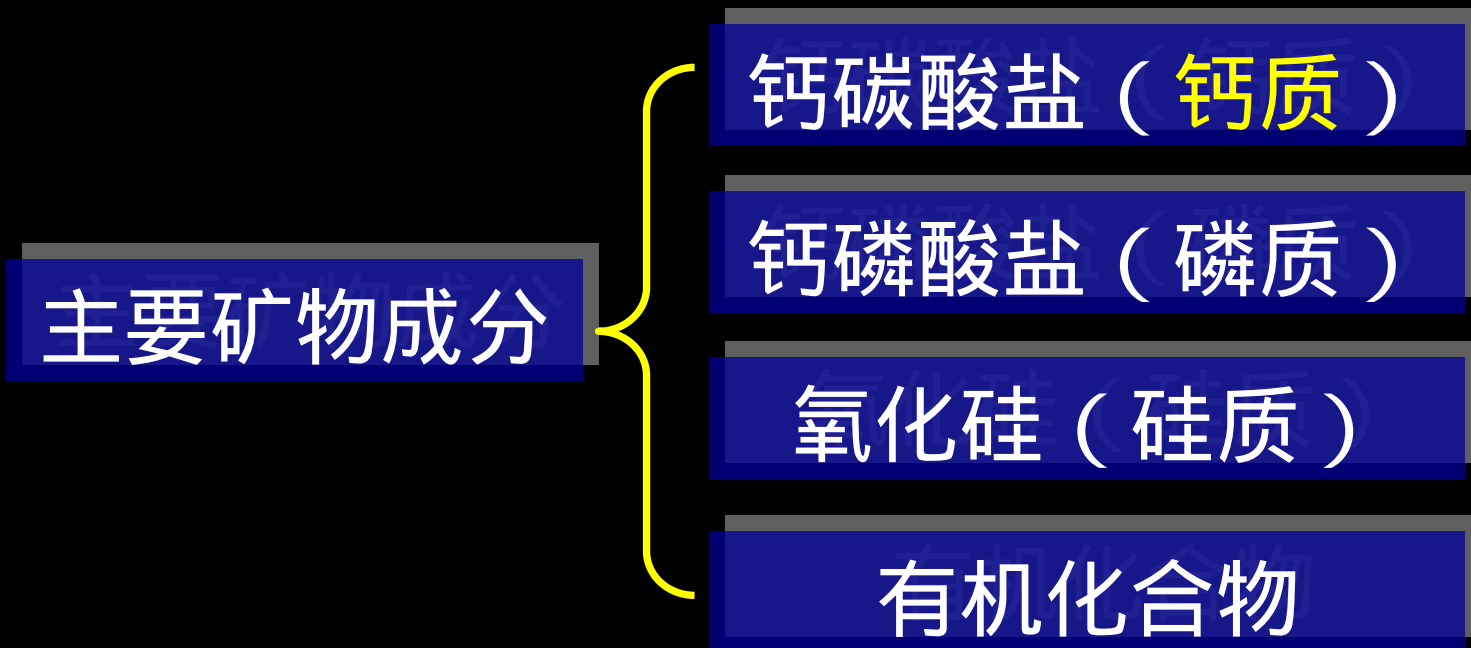 主要矿物成分
钙碳酸盐（钙质）
钙磷酸盐（磷质）
氧化硅（硅质）
有机化合物